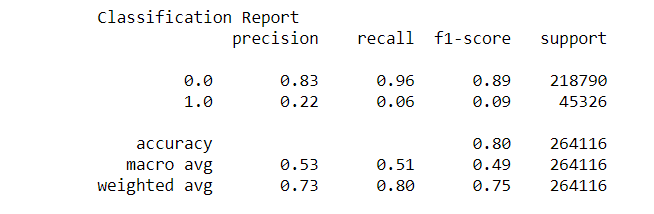 Classification Report
precision recall f1-score support
0.0 0.83 0.96 0.89 218790
1.0 0.22 0.06 0.09 45326
accuracy 0.80 264116
macro avg 0.53 0.51 0.49 264116
weighted avg 0.73 0.80 0.75 264116